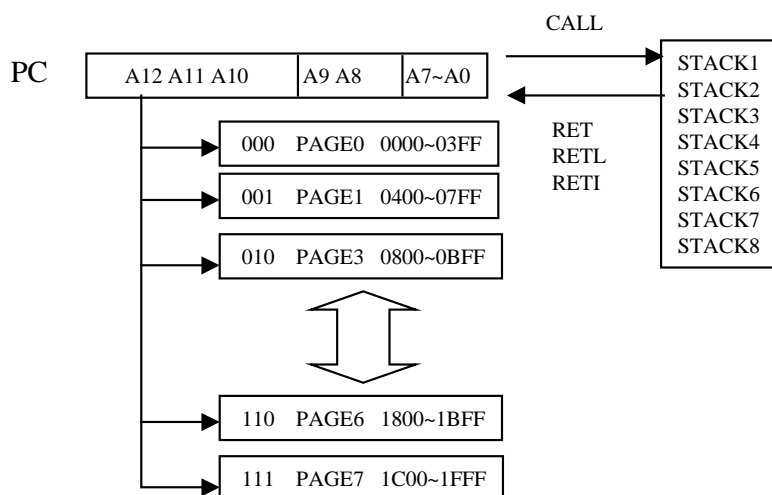 CALL
PC
A12 A11 A10
A9 A8
A7~A0
STACK1
STACK2
STACK3
STACK4
STACK5
STACK6
STACK7
STACK8
RET
RETL
RETI
000 PAGE0 0000~03FF
001 PAGE1 0400~07FF
010 PAGE3 0800~0BFF
110 PAGE6 1800~1BFF
111 PAGE7 1C00~1FFF